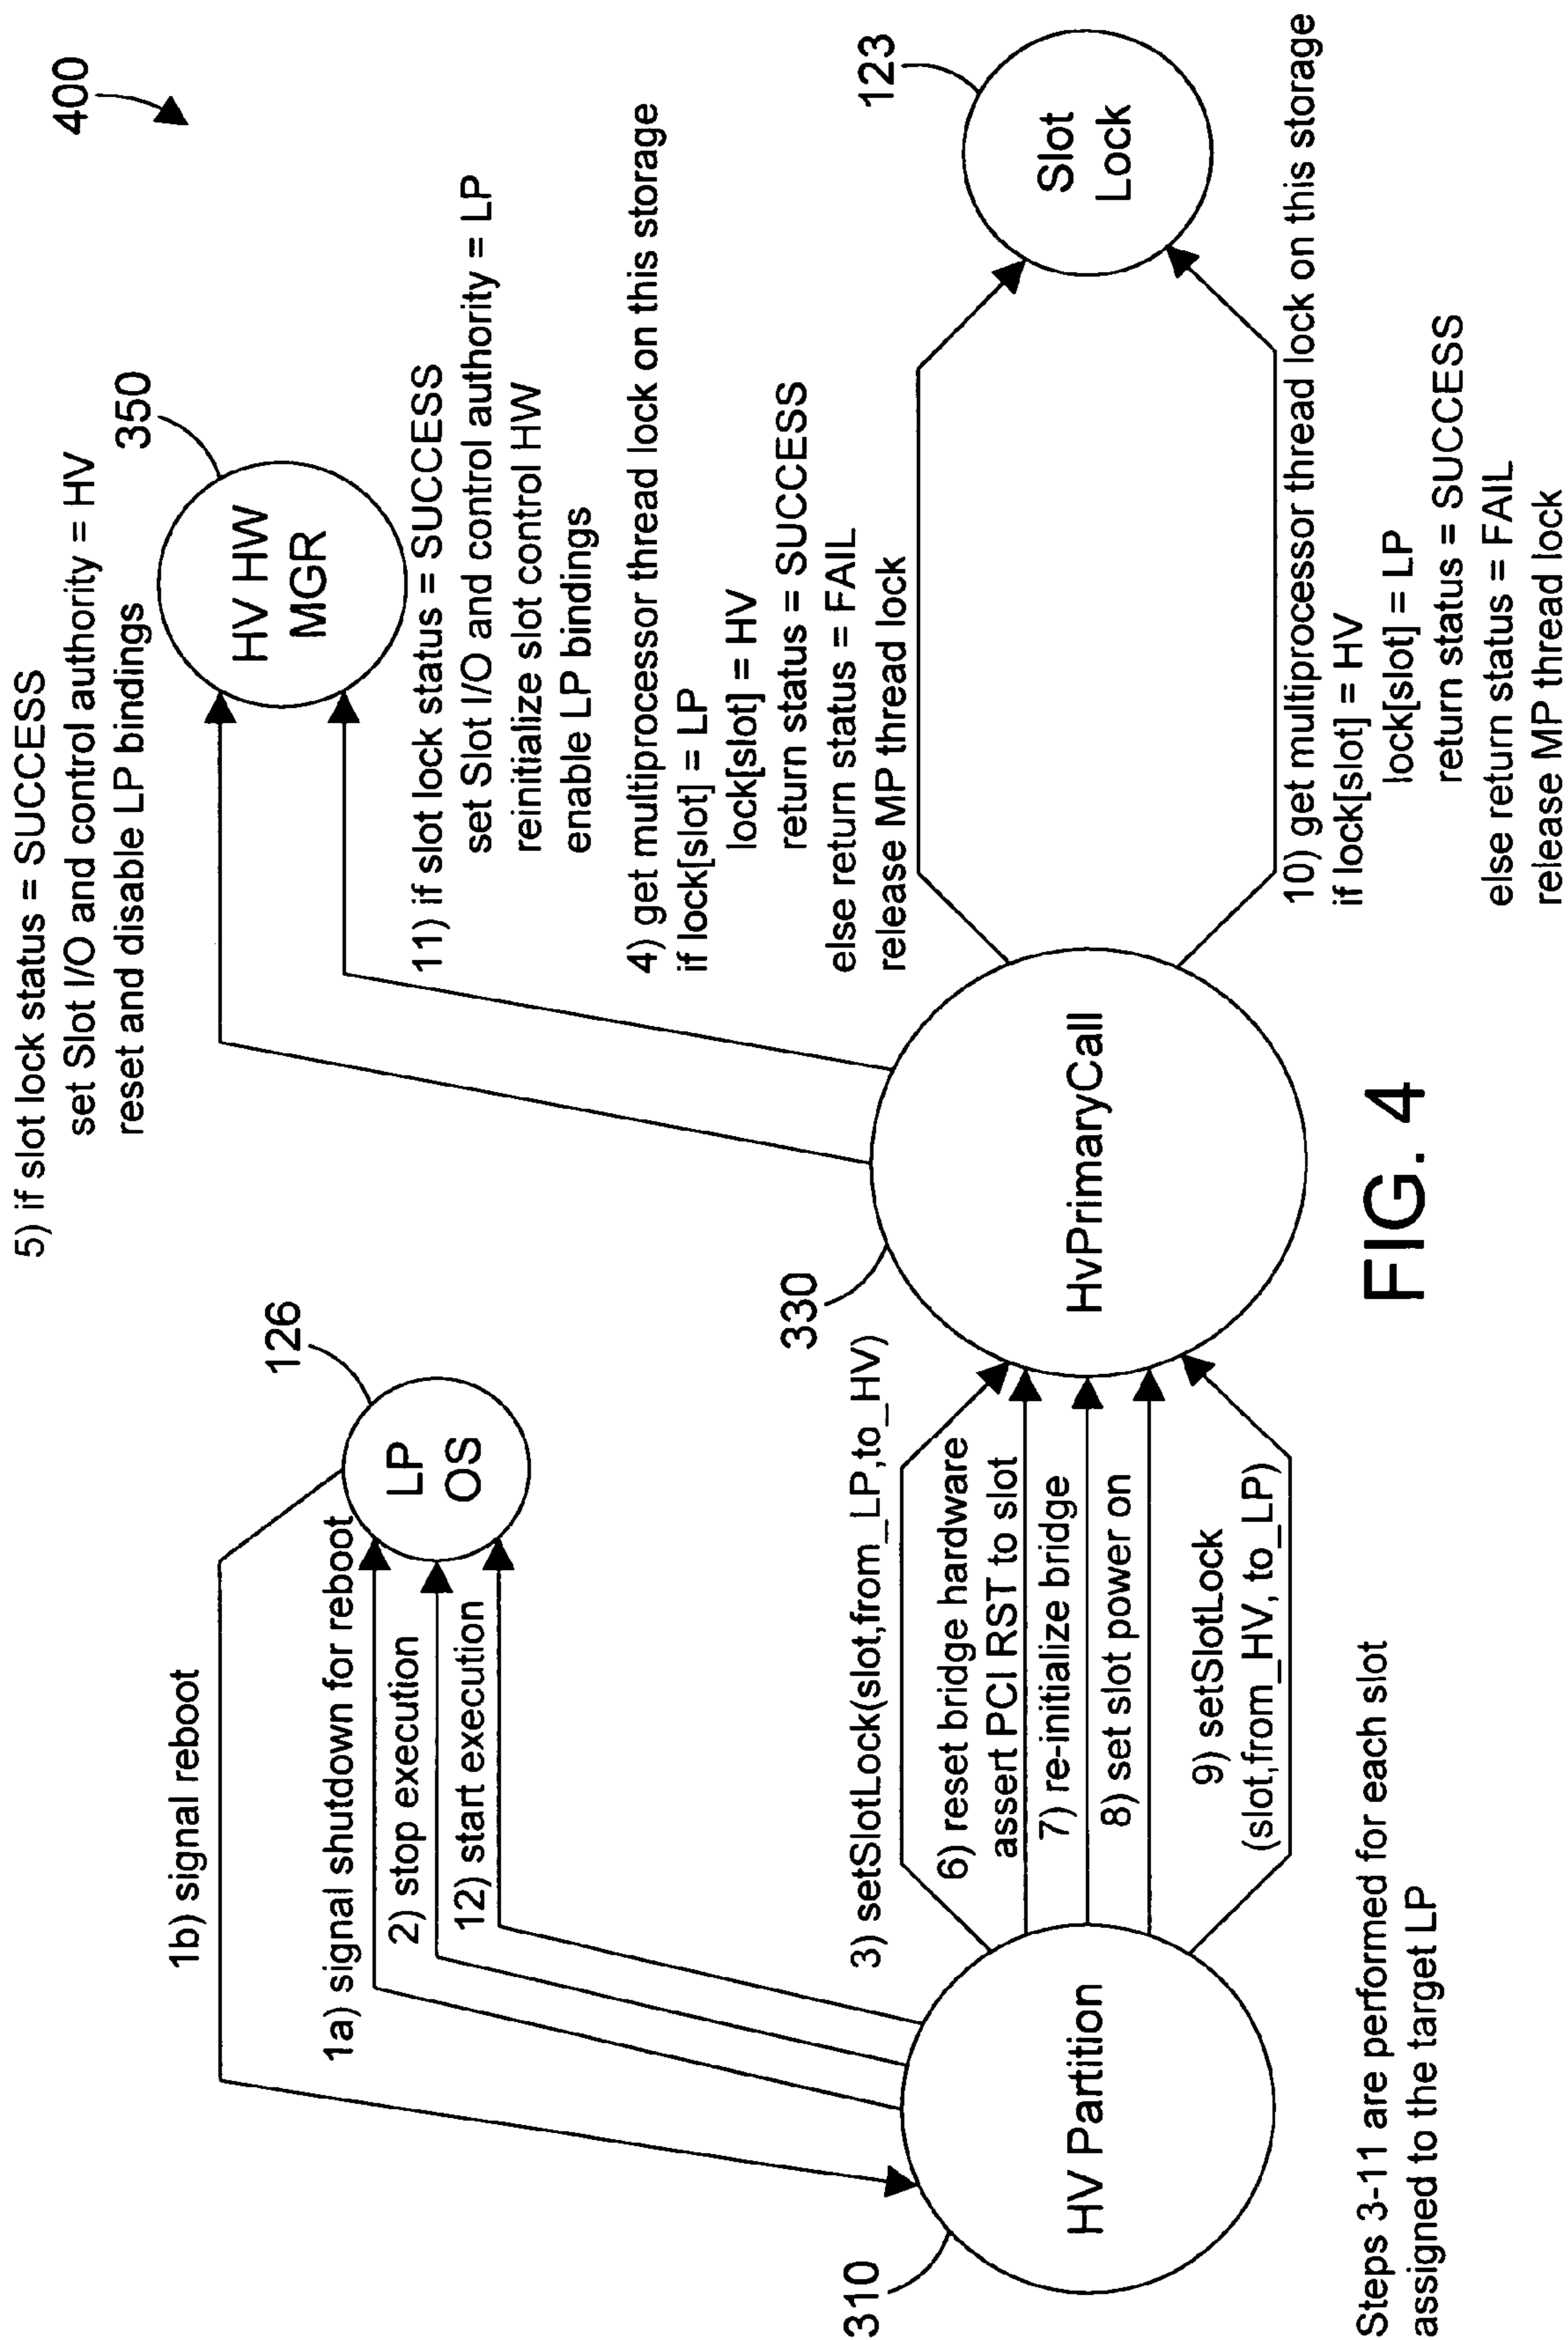 400
5) if slot lock status = SUCCESS
set Slot I/O and control authority = HV
reset and disable LP bindings
350
HV HW
MGR
11) if slot lock status = SUCCESS
set Slot I/O and control authority = LP
reinitialize slot control HW
enable LP bindings
4) get multiprocessor thread lock on this storage
if lock[slot] = LP
lock[slot] = HV
return status = SUCCESS
else return status = FAIL
release MP thread lock
123
Slot
Lock
10) get multiprocessor thread lock on this storage
if lock[slot] = HV
lock[slot] = LP
return status = SUCCESS
else return status = FAIL
release MP thread lock
1b) signal reboot
126
LP
OS
1a) signal shutdown for reboot
2) stop execution
12) start execution
330
HvPrimaryCall
3) setSlotLock(slot,from_LP,to_HV)
6) reset bridge hardware
assert PCI RST to slot
7) re-initialize bridge
8) set slot power on
9) setSlotLock
(slot,from_HV, to_LP)
310
HV Partition
Steps 3-11 are performed for each slot
assigned to the target LP
FIG. 4